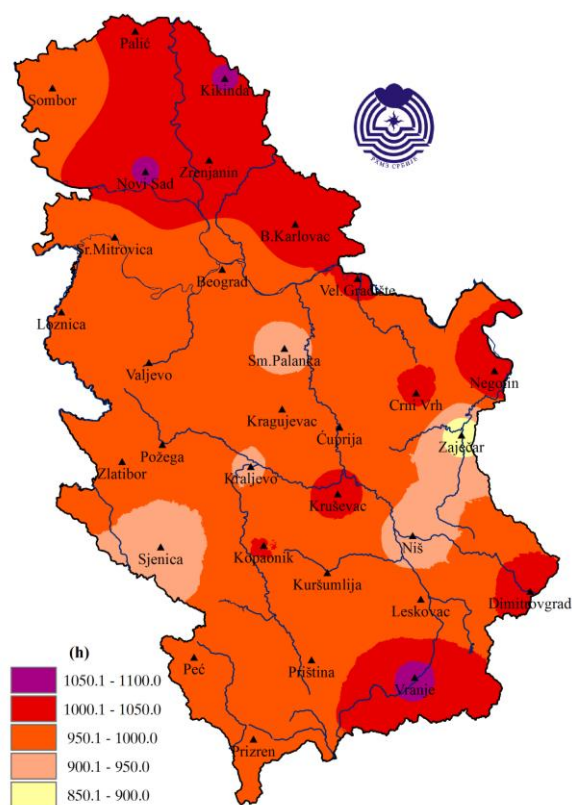 Palić
Kikinda
Sombor
Zrenjanin
Novi Sad
РХМЗ СРБИЈЕ
B.Karlovac
Sr.Mitrovica
Beograd
Vel.Gradište
Loznica
Sm.Palanka
Valjevo
Negotin
Crni Vrh
Kragujevac
Ćuprija
Zaječar
Požega
Zlatibor
Kraljevo
Kruševac
Niš
Sjenica
Kopaonik
Kuršumlija
Dimitrovgrad
Leskovac
Peć
Priština
Vranje
Prizren
(h)
1050.1 - 1100.0
1000.1 - 1050.0
950.1 - 1000.0
900.1 - 950.0
850.1 - 900.0